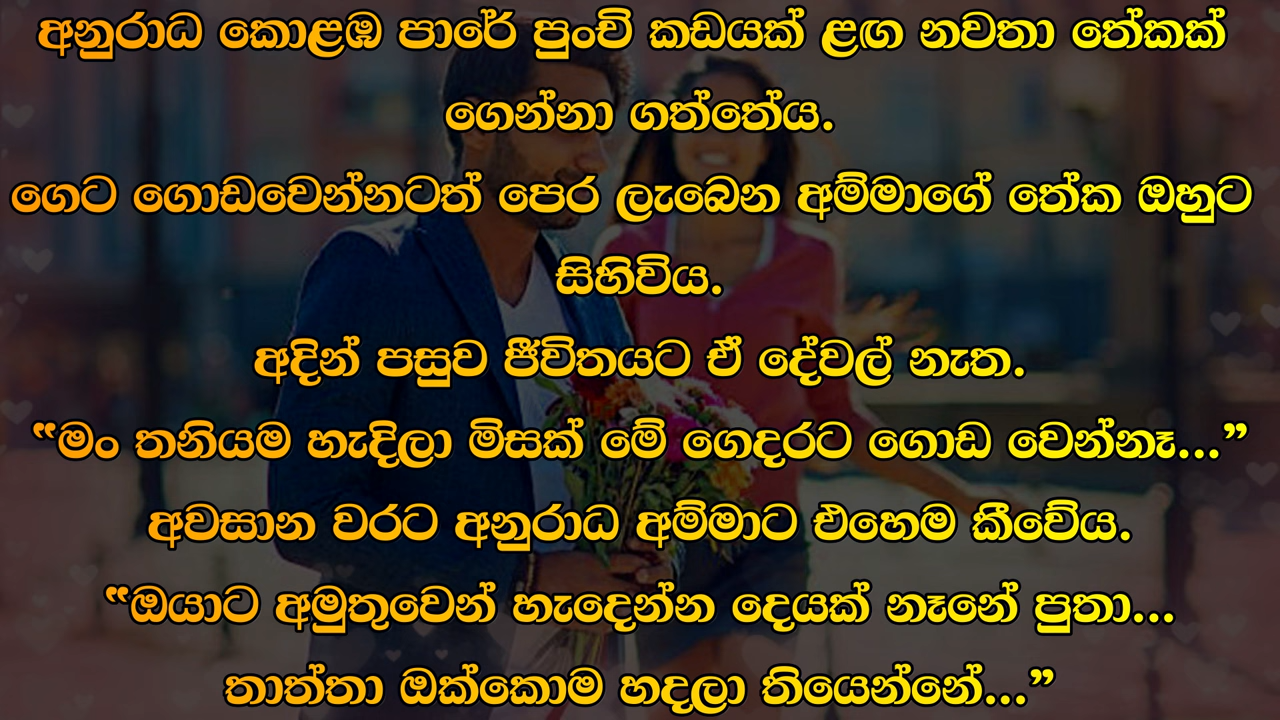 අනුරාධ කොළඹ පාරේ පුංචි කඩයක් ළඟ නවතා තේකක්
ගෙන්නා ගත්තේය.
ගෙට ගොඩවෙන්නටත් පෙර ලැබෙන අම්මාගේ තේක ඔහුට
සිහිවිය.
අදින් පසුව ජීවිතයට ඒ දේවල් නැත.
“මං තනියම හැදිලා මිසක් මේ ගෙදරට ගොඩ වෙන්නෑ...”
අවසාන වරට අනුරාධ අම්මාට එහෙම කීවේය.
“ඔයාට අමුතුවෙන් හැදෙන්න දෙයක් නෑනේ පුතා...
තාත්තා ඔක්කොම හදලා තියෙන්නේ...”